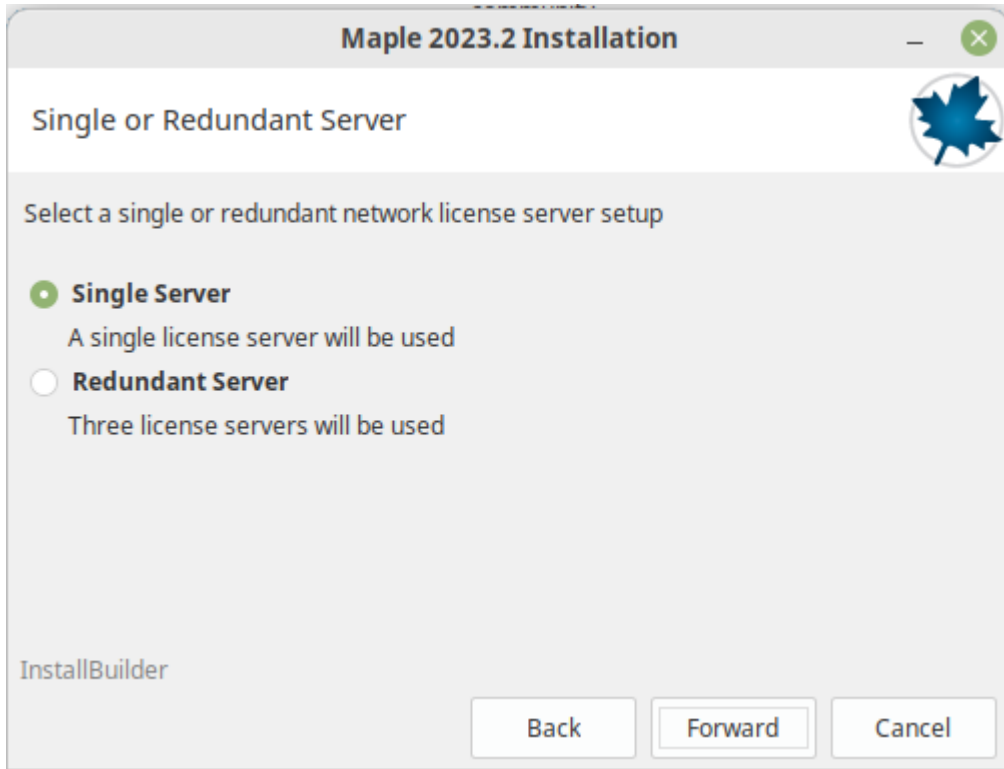 Maple 2023.2 Installation
Single or Redundant Server
Select a single or redundant network license server setup
Single Server
A single license server will be used
Redundant Server
Three license servers will be used
InstallBuilder
Back Forward Cancel